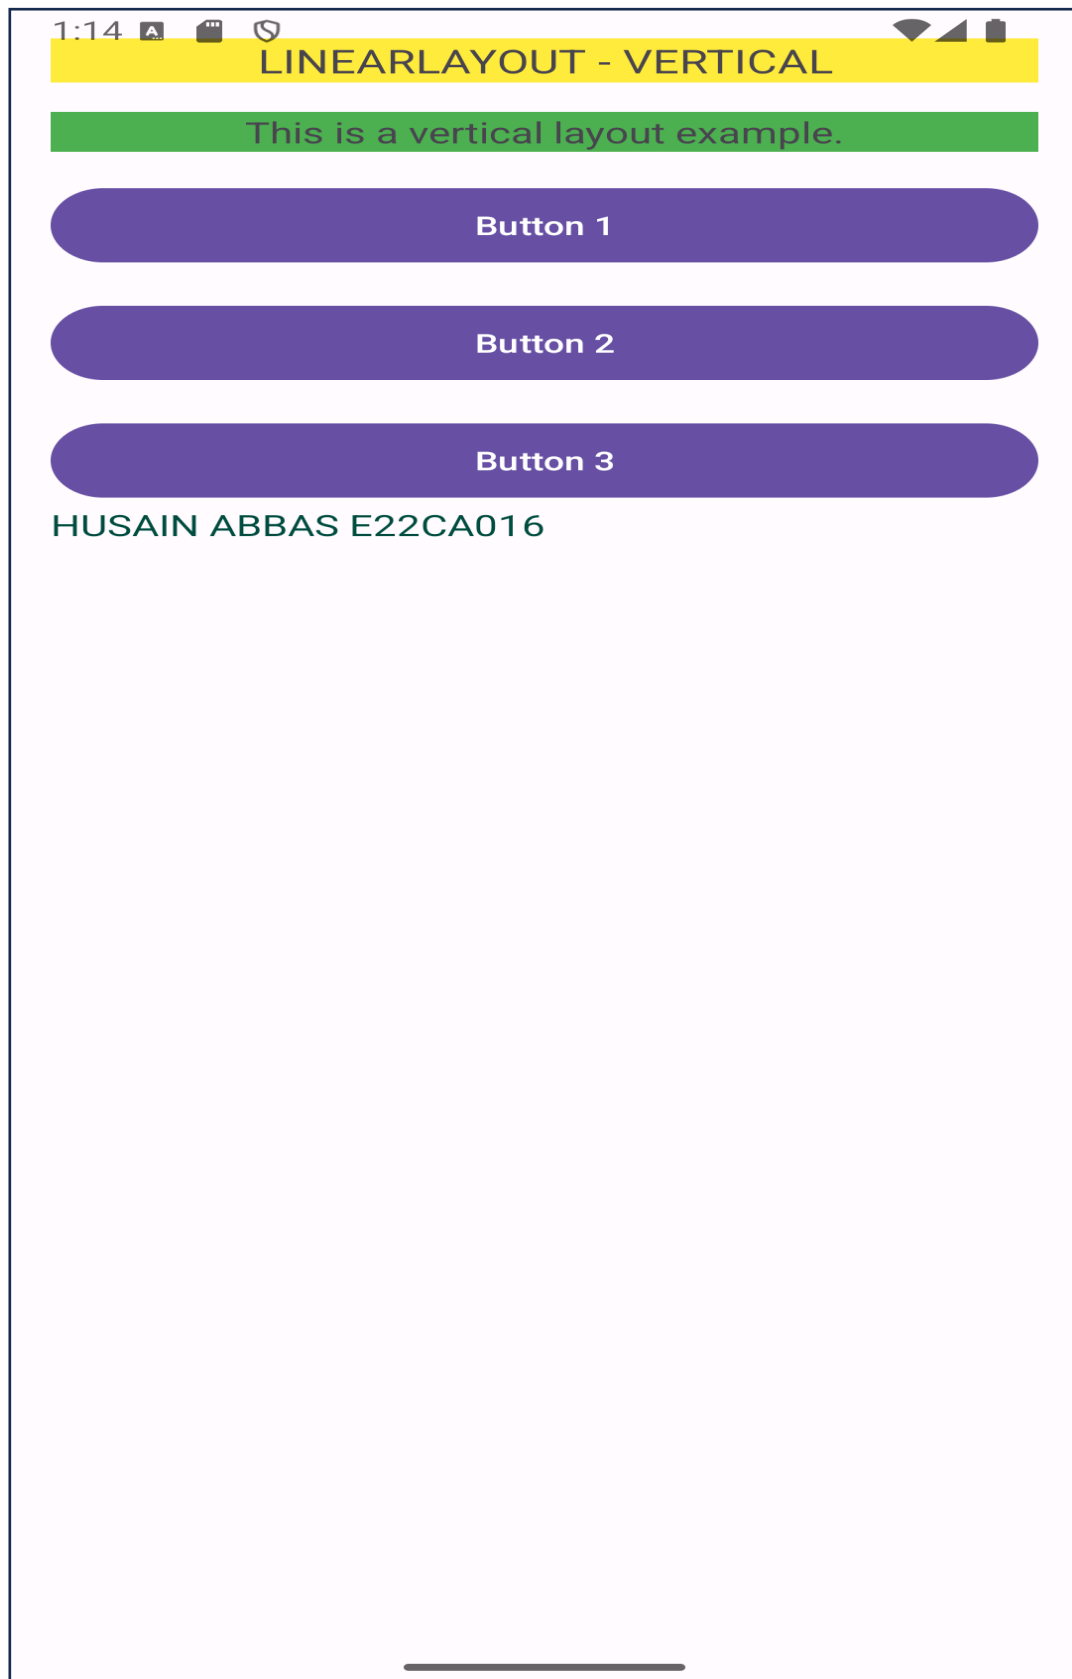 1:14
LINEARLAYOUT - VERTICAL
This is a vertical layout example.
Button 1
Button 2
Button 3
HUSAIN ABBAS E22CA016